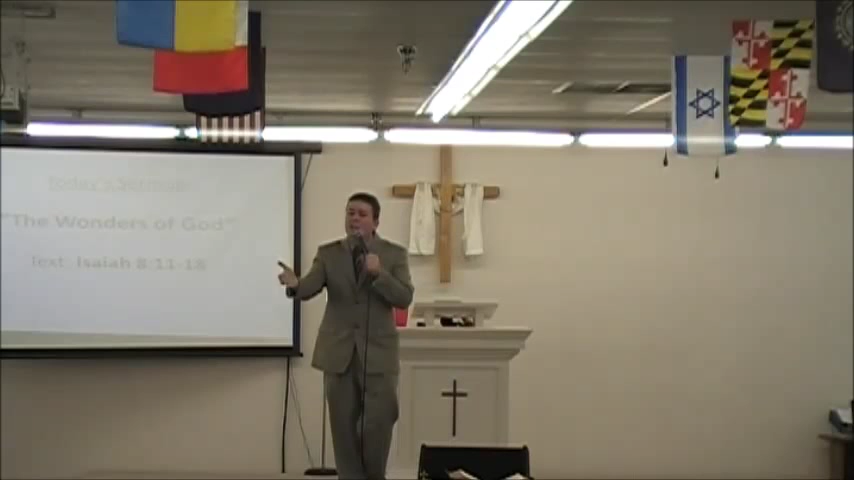 Today's Sermon:
"The Wonders of God"
Text: Isaiah 8:11-18